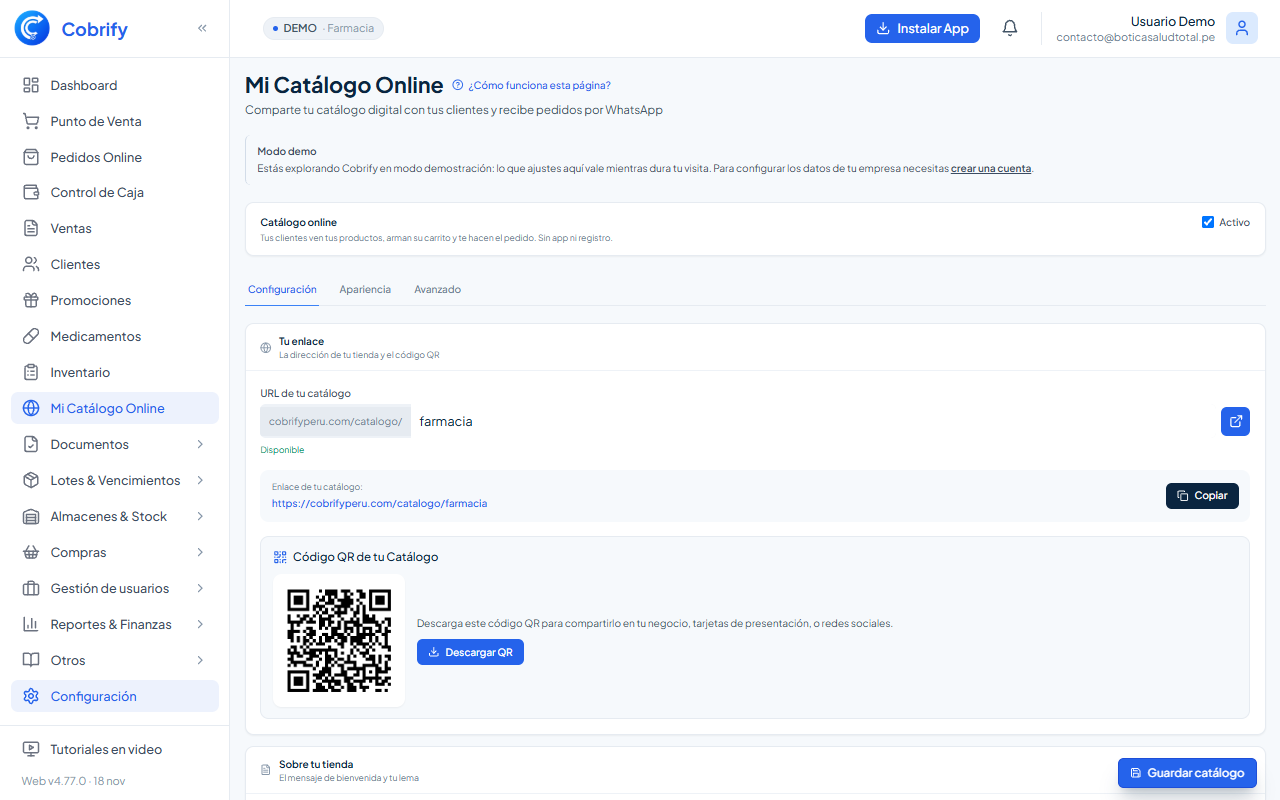 Cobrify
DEMO · Farmacia
Instalar App
Usuario Demo
contacto@boticasaludtotal.pe
Dashboard
Punto de Venta
Pedidos Online
Control de Caja
Ventas
Clientes
Promociones
Medicamentos
Inventario
Mi Catálogo Online
Documentos
Lotes & Vencimientos
Almacenes & Stock
Compras
Gestión de usuarios
Reportes & Finanzas
Otros
Configuración
Tutoriales en video
Web v4.77.0 · 18 nov
Mi Catálogo Online ¿Cómo funciona esta página?
Comparte tu catálogo digital con tus clientes y recibe pedidos por WhatsApp
Modo demo
Estás explorando Cobrify en modo demostración: lo que ajustes aquí vale mientras dura tu visita. Para configurar los datos de tu empresa necesitas crear una cuenta.
Catálogo online
Activo
Tus clientes ven tus productos, arman su carrito y te hacen el pedido. Sin app ni registro.
Configuración Apariencia Avanzado
Tu enlace
La dirección de tu tienda y el código QR
URL de tu catálogo
cobrifyperu.com/catalogo/ farmacia
Disponible
Enlace de tu catálogo:
https://cobrifyperu.com/catalogo/farmacia
Copiar
Código QR de tu Catálogo
Descarga este código QR para compartirlo en tu negocio, tarjetas de presentación, o redes sociales.
Descargar QR
Sobre tu tienda
El mensaje de bienvenida y tu lema
Guardar catálogo